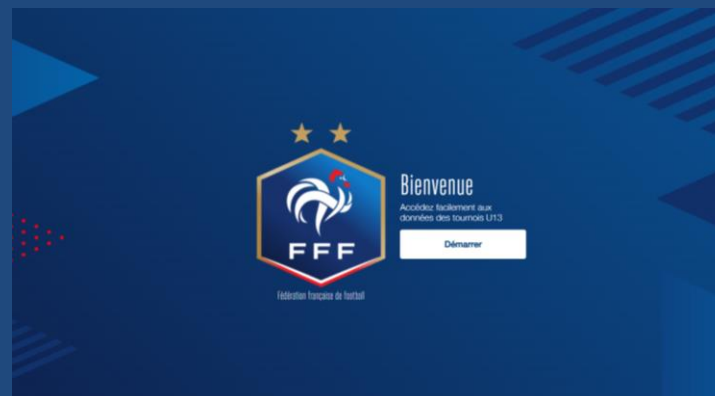 Bienvenue
Accédez facilement aux
données des tournois U13
Démarrer
FFF
Fédération française de football